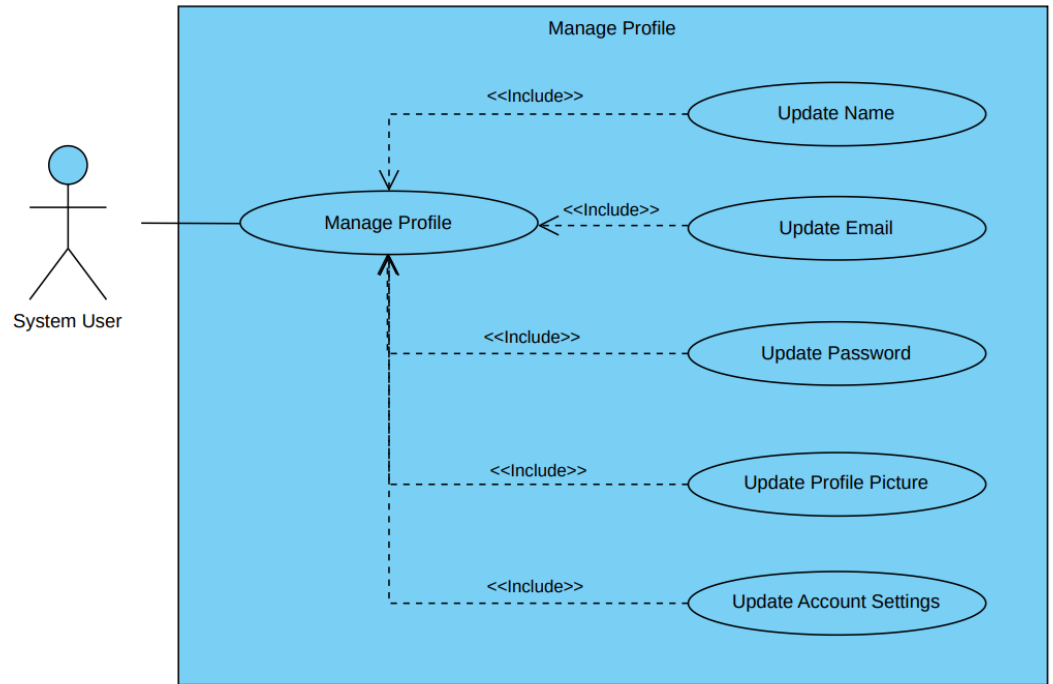 Manage Profile
<<Include>>
Update Name
Manage Profile
<<Include>>
Update Email
System User
<<Include>>
Update Password
<<Include>>
Update Profile Picture
<<Include>>
Update Account Settings